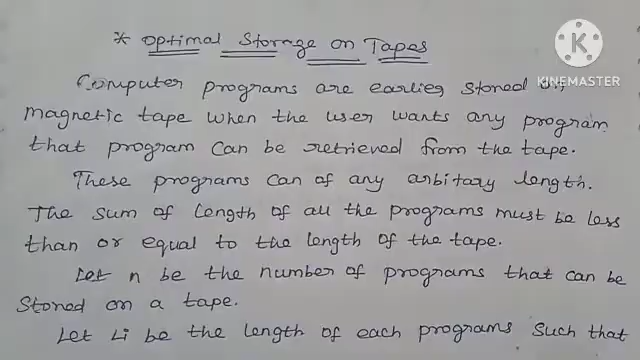 * Optimal Storage on Tapes
KINEMASTER
Computer programs are earlier stored on
magnetic tape when the user wants any program
that program can be retrieved from the tape.
These programs can of any arbitary length.
The sum of length of all the programs must be less
than or equal to the length of the tape.
Let n be the number of programs that can be
stored on a tape.
Let Li be the length of each programs such that